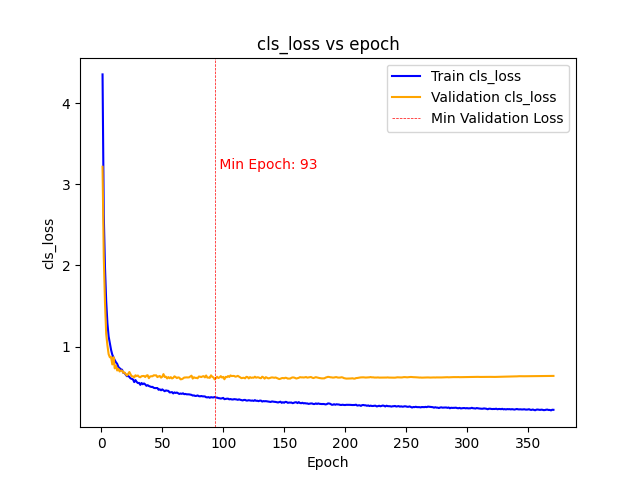 cls_loss vs epoch
Train cls_loss
Validation cls_loss
Min Validation Loss
Min Epoch: 93
cls_loss
4
3
2
1
0
50
100
150
200
250
300
350
Epoch